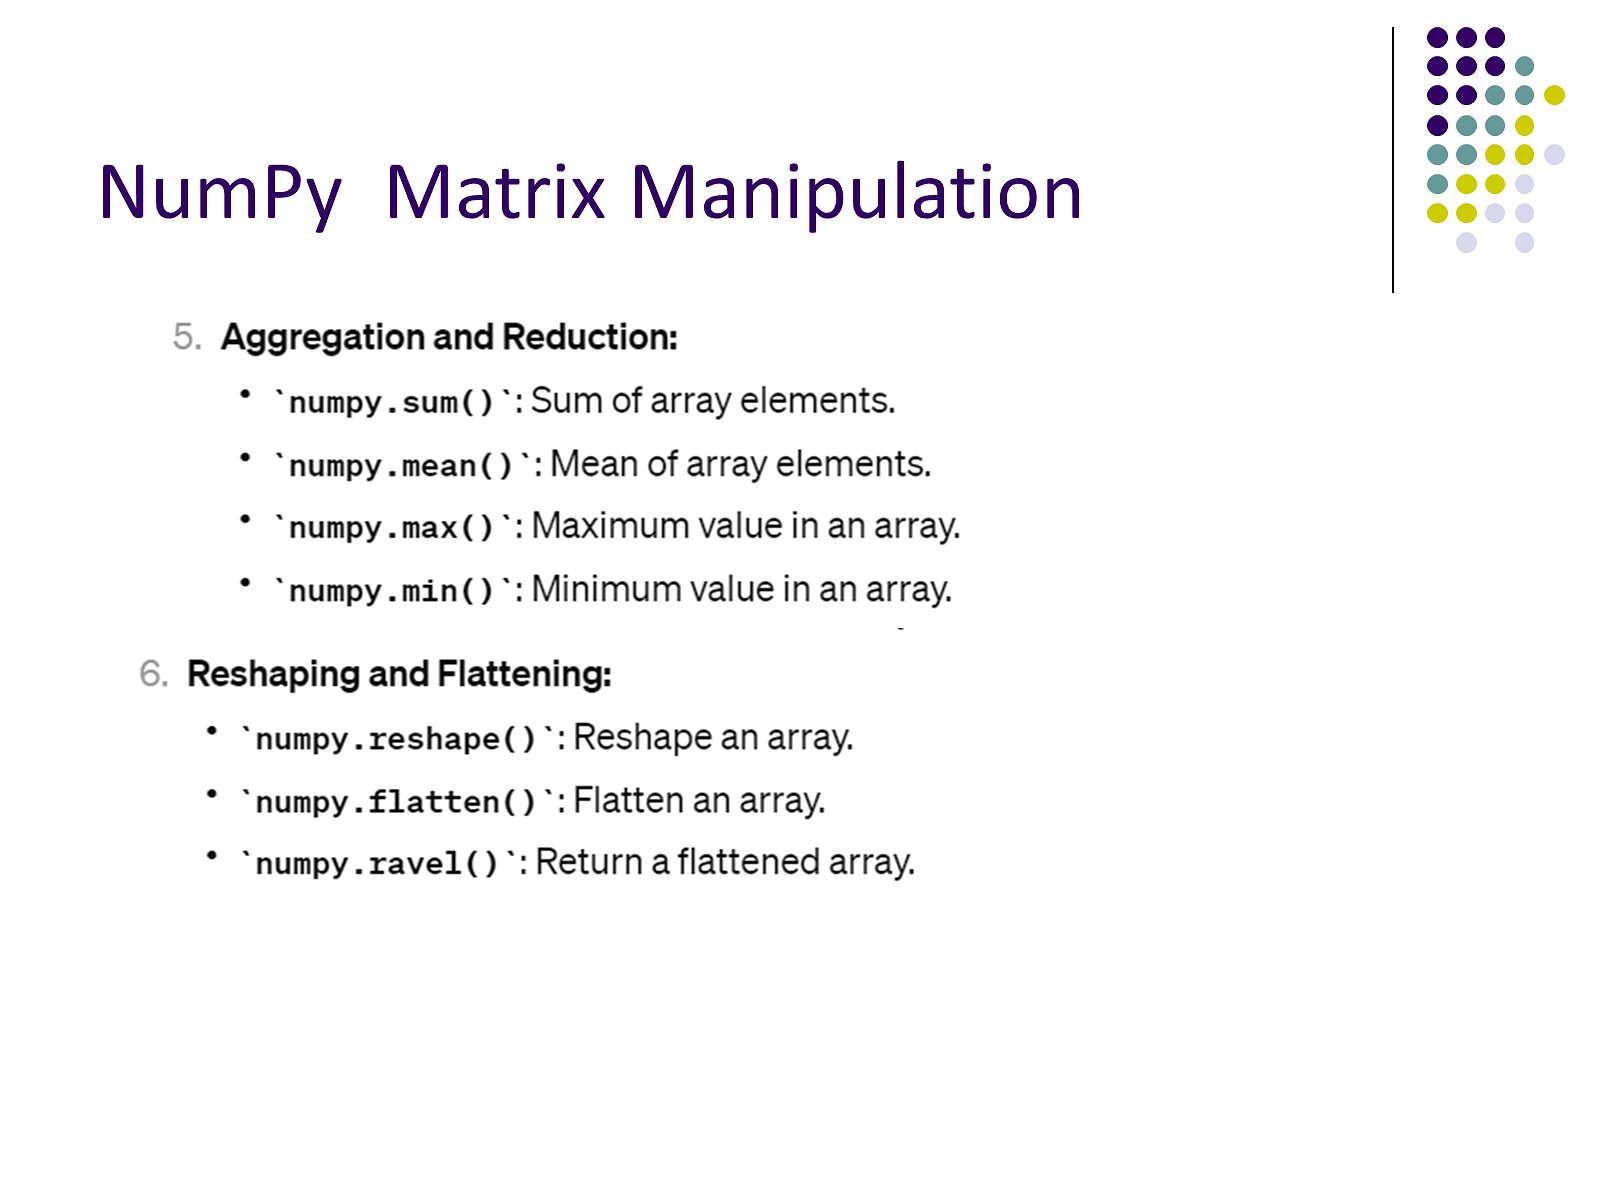 NumPy  Matrix Manipulation
5. Aggregation and Reduction:
• `numpy.sum()`: Sum of array elements.
• `numpy.mean()`: Mean of array elements.
• `numpy.max()`: Maximum value in an array.
• `numpy.min()`: Minimum value in an array.
6. Reshaping and Flattening:
• `numpy.reshape()`: Reshape an array.
• `numpy.flatten()`: Flatten an array.
• `numpy.ravel()`: Return a flattened array.